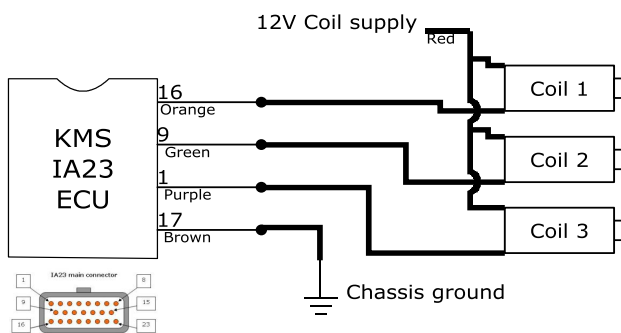 12V Coil supply
Red
16
Orange
Coil 1
KMS
IA23
ECU
9
Green
Coil 2
1
Purple
17
Brown
Coil 3
Chassis ground
IA23 main connector
1
8
9
15
16
23